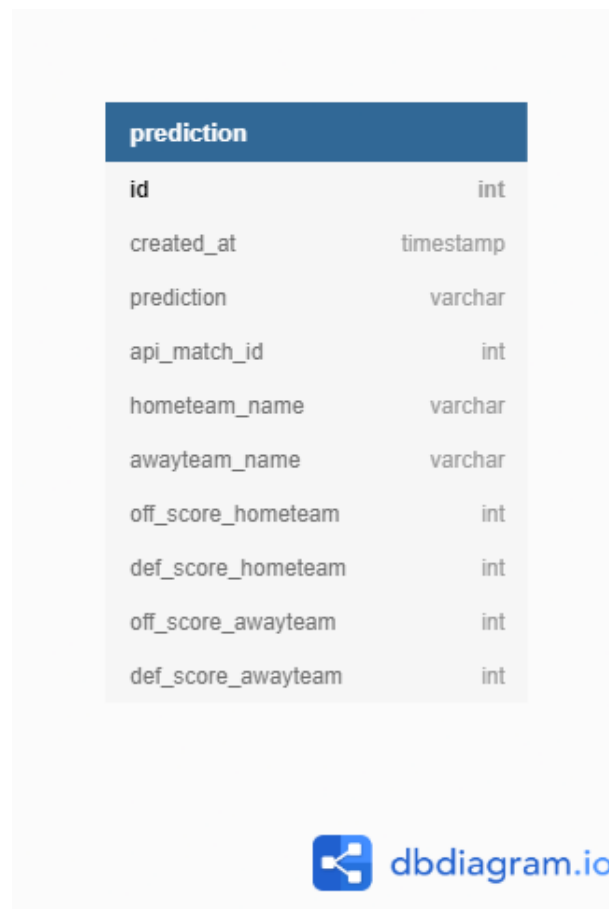 prediction
id int
created_at timestamp
prediction varchar
api_match_id int
hometeam_name varchar
awayteam_name varchar
off_score_hometeam int
def_score_hometeam int
off_score_awayteam int
def_score_awayteam int
dbdiagram.io